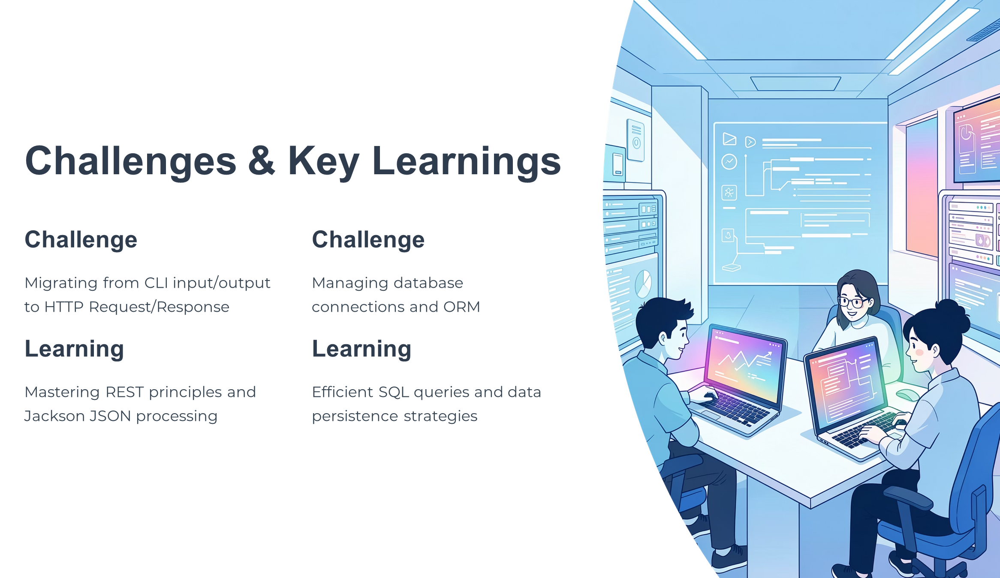 Challenges & Key Learnings
Challenge
Migrating from CLI input/output
to HTTP Request/Response
Learning
Mastering REST principles and
Jackson JSON processing
Challenge
Managing database
connections and ORM
Learning
Efficient SQL queries and data
persistence strategies